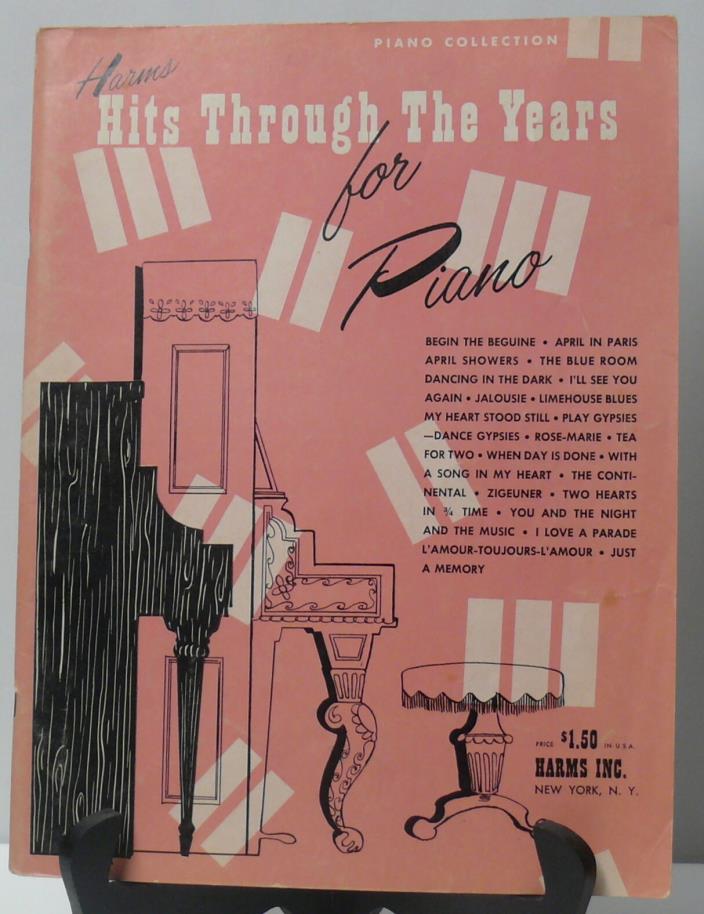 PIANO COLLECTION
Harms
Hits Through The Years
for
Piano
BEGIN THE BEGUINE • APRIL IN PARIS
APRIL SHOWERS • THE BLUE ROOM
DANCING IN THE DARK • I'LL SEE YOU
AGAIN • JALOUSIE • LIMEHOUSE BLUES
MY HEART STOOD STILL • PLAY GYPSIES
—DANCE GYPSIES • ROSE-MARIE • TEA
FOR TWO • WHEN DAY IS DONE • WITH
A SONG IN MY HEART • THE CONTI-
NENTAL • ZIGEUNER • TWO HEARTS
IN ¾ TIME • YOU AND THE NIGHT
AND THE MUSIC • I LOVE A PARADE
L'AMOUR-TOUJOURS-L'AMOUR • JUST
A MEMORY
PRICE $1.50 IN U.S.A.
HARMS INC.
NEW YORK, N. Y.